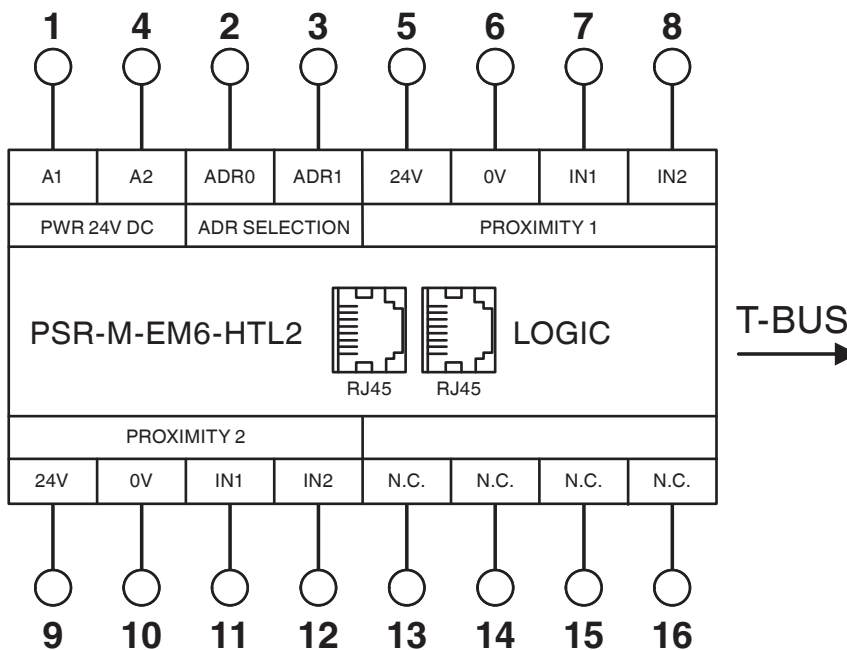 1 4 2 3 5 6 7 8
A1 A2 ADR0 ADR1 24V 0V IN1 IN2
PWR 24V DC ADR SELECTION PROXIMITY 1
PSR-M-EM6-HTL2 LOGIC T-BUS
RJ45 RJ45
PROXIMITY 2
24V 0V IN1 IN2 N.C. N.C. N.C. N.C.
9 10 11 12 13 14 15 16